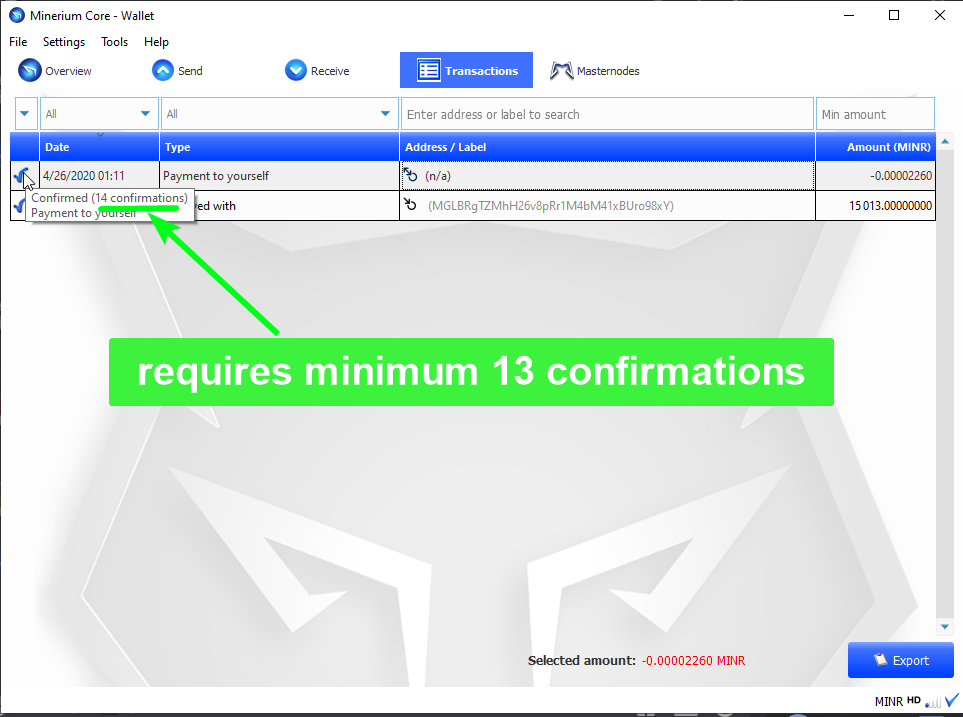 Minerium Core - Wallet
File Settings Tools Help
Overview Send Receive Transactions Masternodes
All All Enter address or label to search Min amount
Date Type Address / Label Amount (MINR)
4/26/2020 01:11 Payment to yourself (n/a) -0.00002260
Confirmed (14 confirmations)
Payment to yourself
ed with (MGLBRgTZMhH26v8pRr1M4bM41xBUro98xY) 15 013.00000000
requires minimum 13 confirmations
Selected amount: -0.00002260 MINR
Export
MINR HD